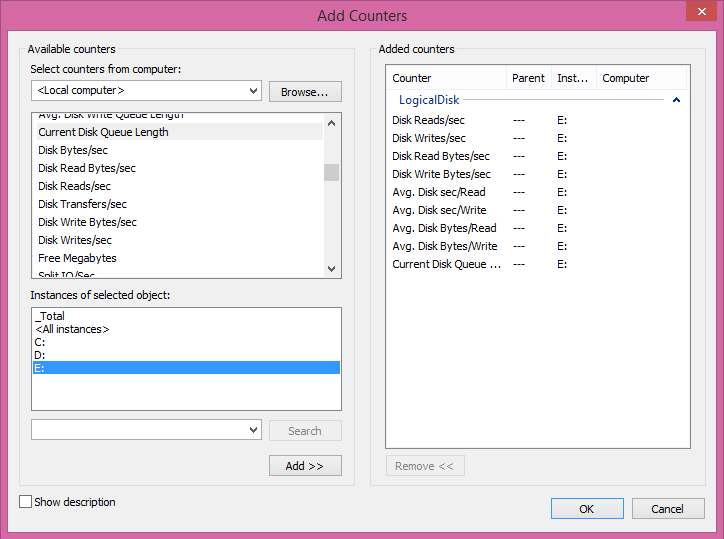 Add Counters
Available counters
Select counters from computer:
<Local computer>
Browse...
Avg. Disk Write Queue Length
Current Disk Queue Length
Disk Bytes/sec
Disk Read Bytes/sec
Disk Reads/sec
Disk Transfers/sec
Disk Write Bytes/sec
Disk Writes/sec
Free Megabytes
Split IO/Sec
Instances of selected object:
_Total
<All instances>
C:
D:
E:
Search
Add >>
Show description
Added counters
Counter Parent Inst... Computer
LogicalDisk
Disk Reads/sec --- E:
Disk Writes/sec --- E:
Disk Read Bytes/sec --- E:
Disk Write Bytes/sec --- E:
Avg. Disk sec/Read --- E:
Avg. Disk sec/Write --- E:
Avg. Disk Bytes/Read --- E:
Avg. Disk Bytes/Write --- E:
Current Disk Queue ... --- E:
Remove <<
OK
Cancel